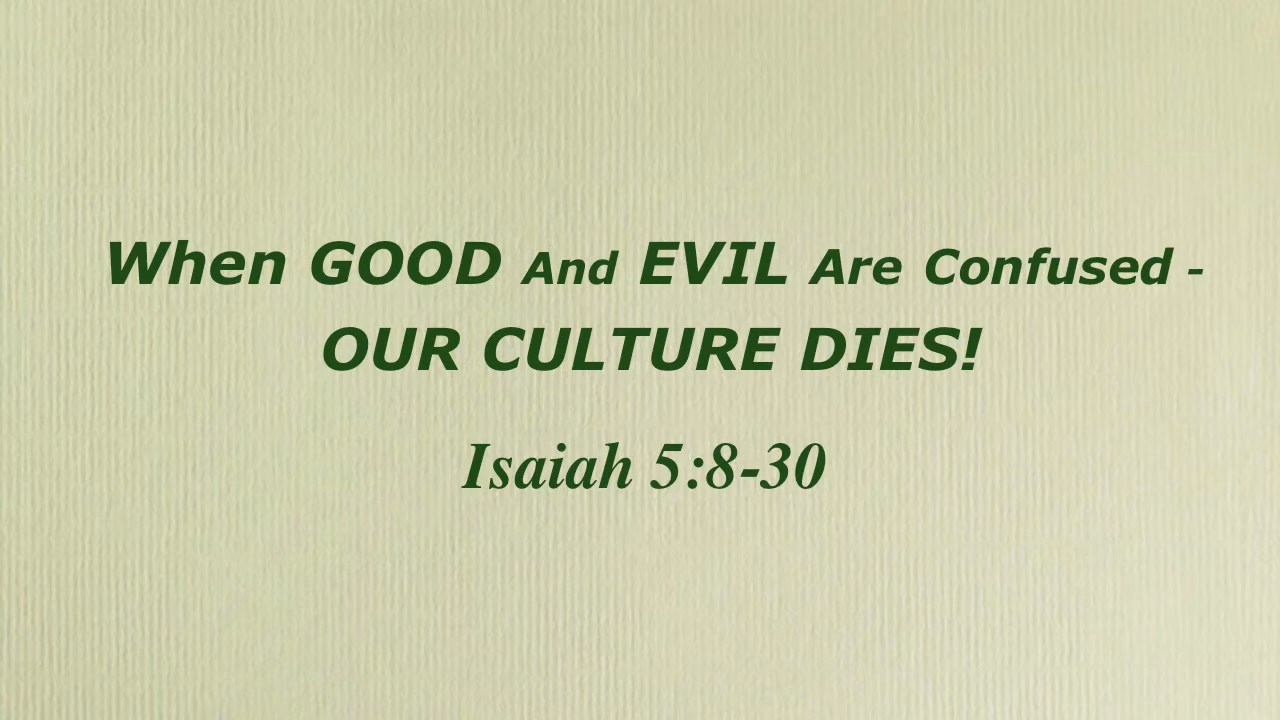 When GOOD And EVIL Are Confused -
OUR CULTURE DIES!
Isaiah 5:8-30